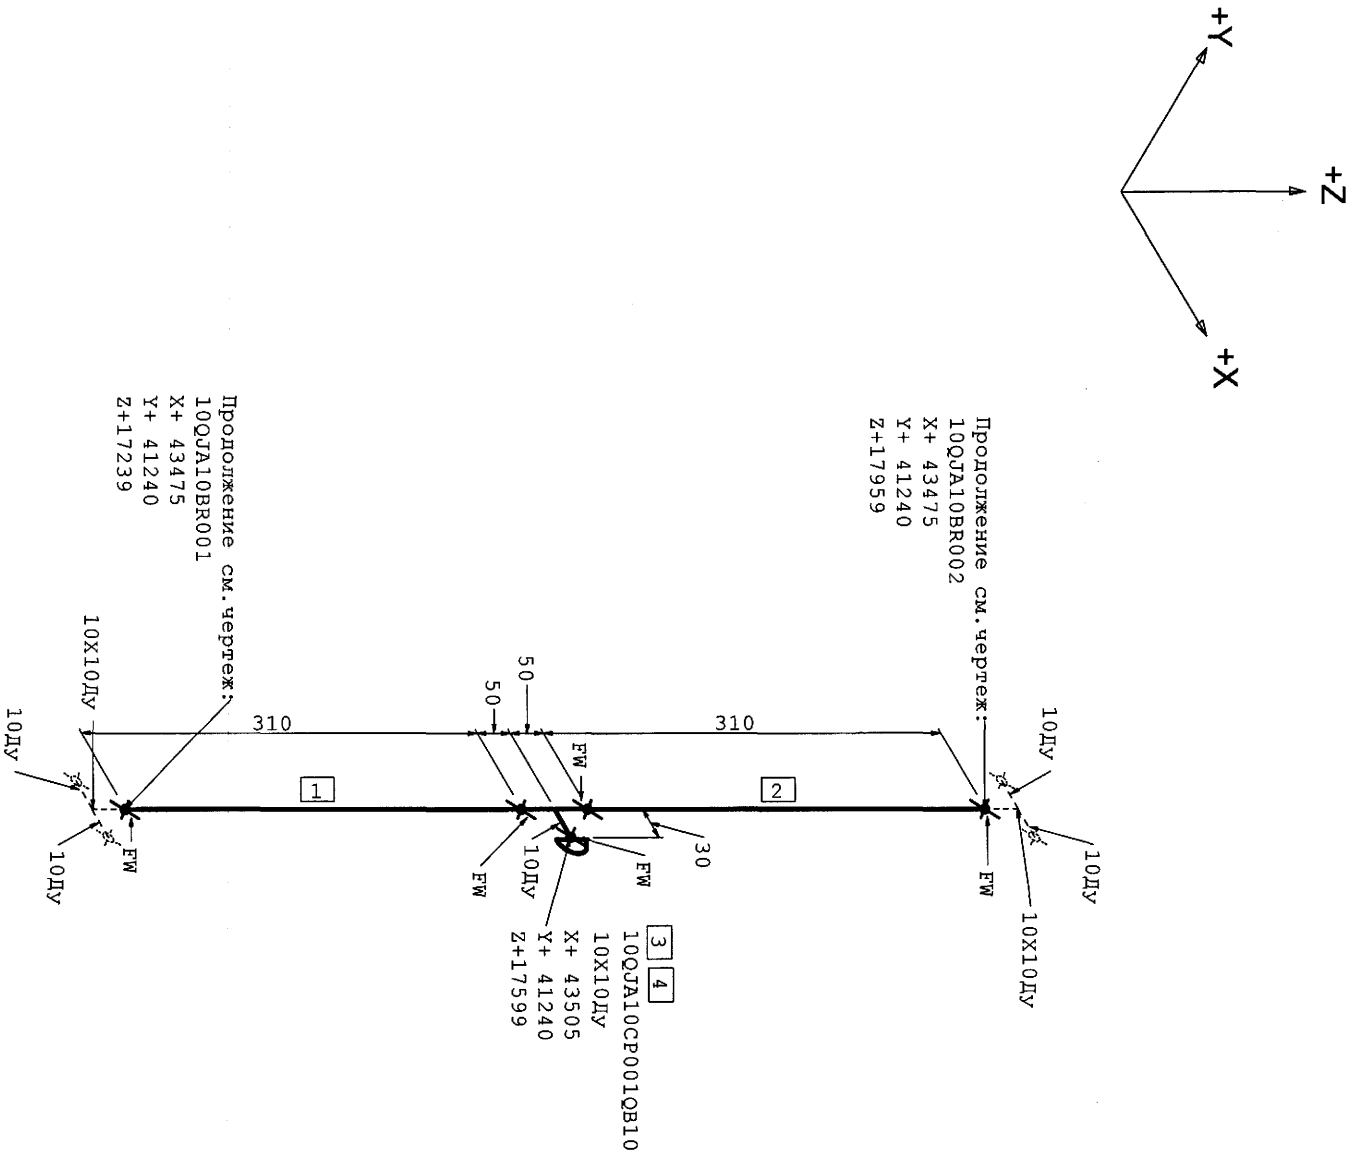 +Y
+Z
+X
Продолжение см.чертеж:
10QJA10BR002
X+ 43475
Y+ 41240
Z+17959
Продолжение см.чертеж:
10QJA10BR001
X+ 43475
Y+ 41240
Z+17239
10Ду
10Ду
10Х10Ду
FW
310
2
30
50
50
FW
FW
10Ду
FW
3 4
10QJA10CP001QB10
10Х10Ду
X+ 43505
Y+ 41240
Z+17599
310
1
10Х10Ду
10Ду
10Ду
FW